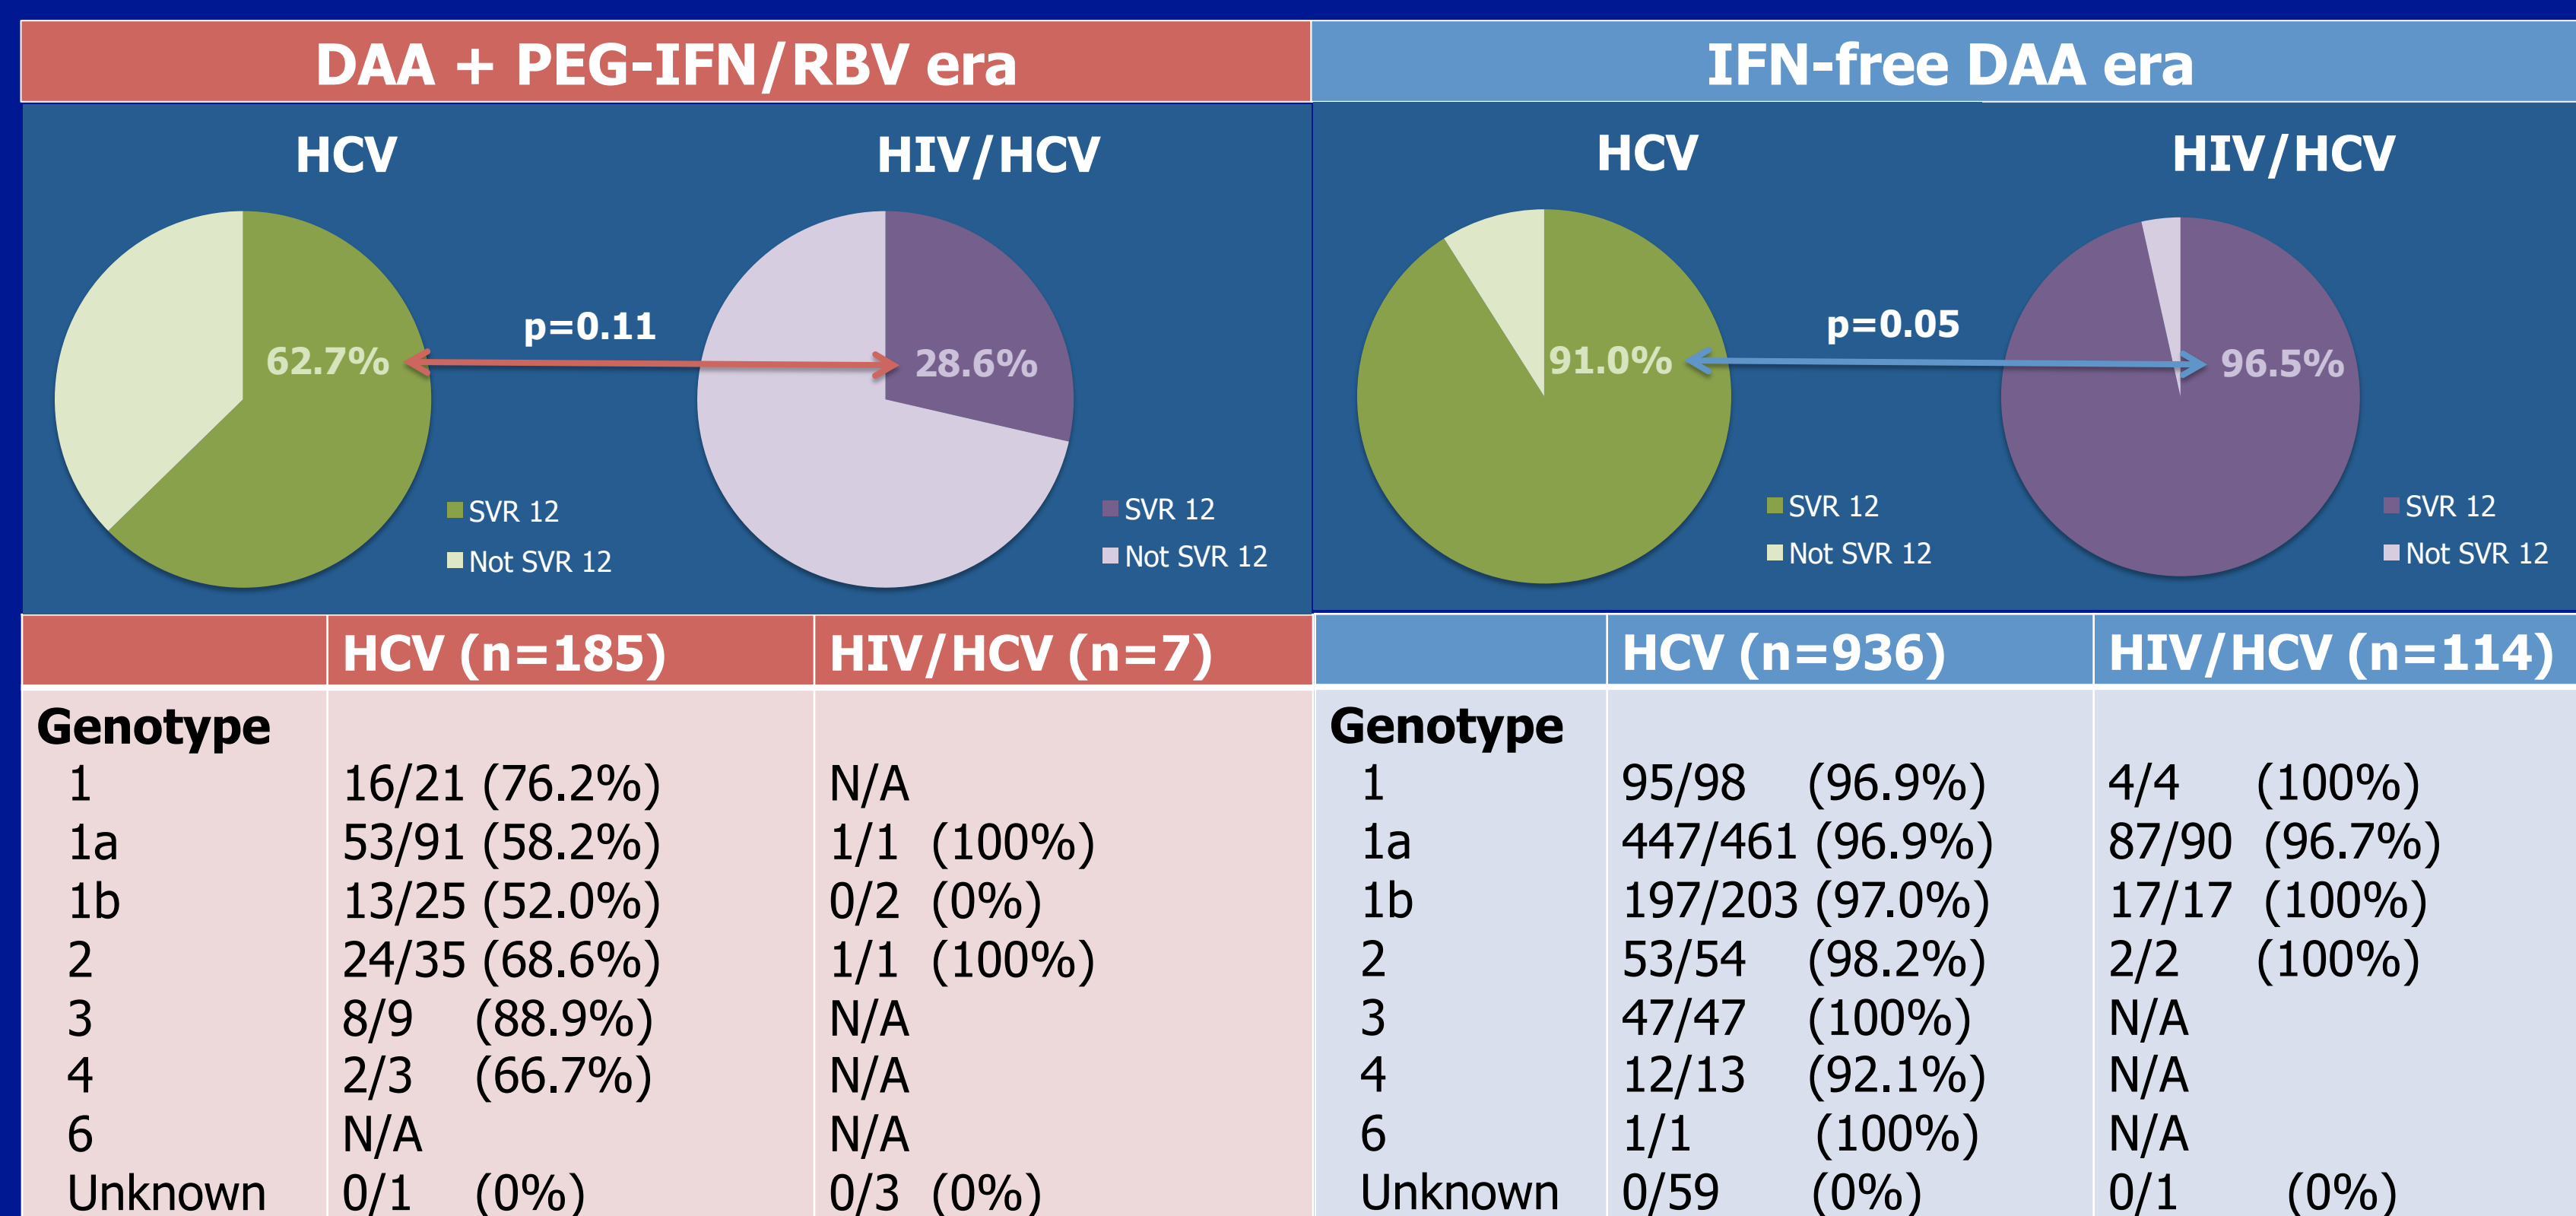 DAA + PEG-IFN/RBV era
IFN-free DAA era
HCV
HIV/HCV
62.7%
p=0.11
28.6%
SVR 12
Not SVR 12
SVR 12
Not SVR 12
HCV
HIV/HCV
91.0%
p=0.05
96.5%
SVR 12
Not SVR 12
SVR 12
Not SVR 12
HCV (n=185) HIV/HCV (n=7)
Genotype
1 16/21 (76.2%) N/A
1a 53/91 (58.2%) 1/1 (100%)
1b 13/25 (52.0%) 0/2 (0%)
2 24/35 (68.6%) 1/1 (100%)
3 8/9 (88.9%) N/A
4 2/3 (66.7%) N/A
6 N/A N/A
Unknown 0/1 (0%) 0/3 (0%)
HCV (n=936) HIV/HCV (n=114)
Genotype
1 95/98 (96.9%) 4/4 (100%)
1a 447/461 (96.9%) 87/90 (96.7%)
1b 197/203 (97.0%) 17/17 (100%)
2 53/54 (98.2%) 2/2 (100%)
3 47/47 (100%) N/A
4 12/13 (92.1%) N/A
6 1/1 (100%) N/A
Unknown 0/59 (0%) 0/1 (0%)